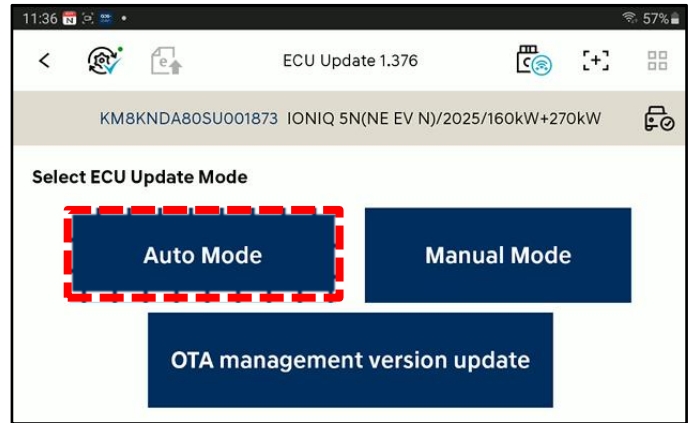 11:36 57%
ECU Update 1.376
KM8KNDA80SU001873 IONIQ 5N(NE EV N)/2025/160kW+270kW
Select ECU Update Mode
Auto Mode Manual Mode
OTA management version update